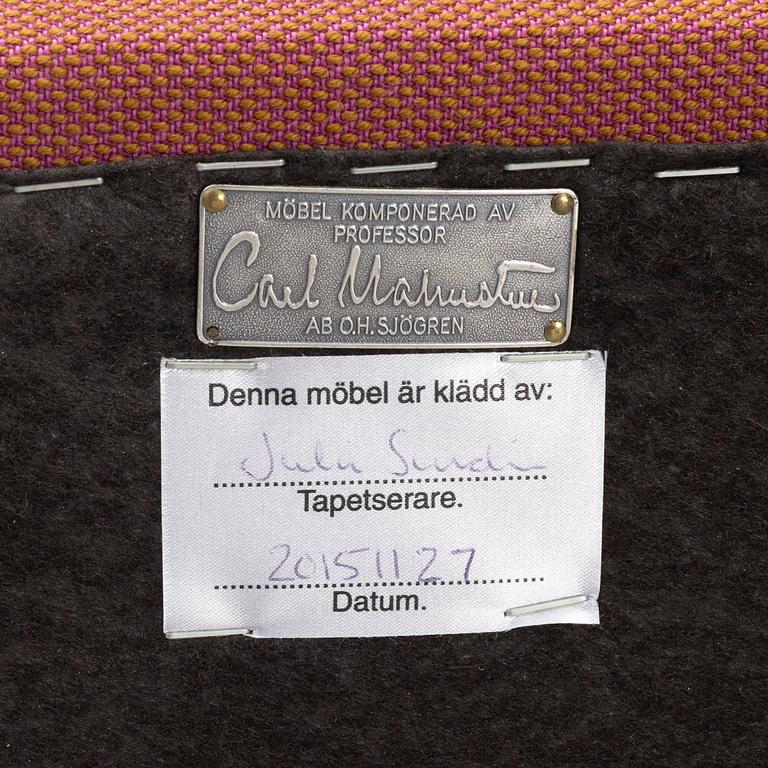 MÖBEL KOMPONERAD AV
PROFESSOR
Carl Malmsten
AB O.H. SJÖGREN
Denna möbel är klädd av:
Tapetserare.
20151127
Datum.